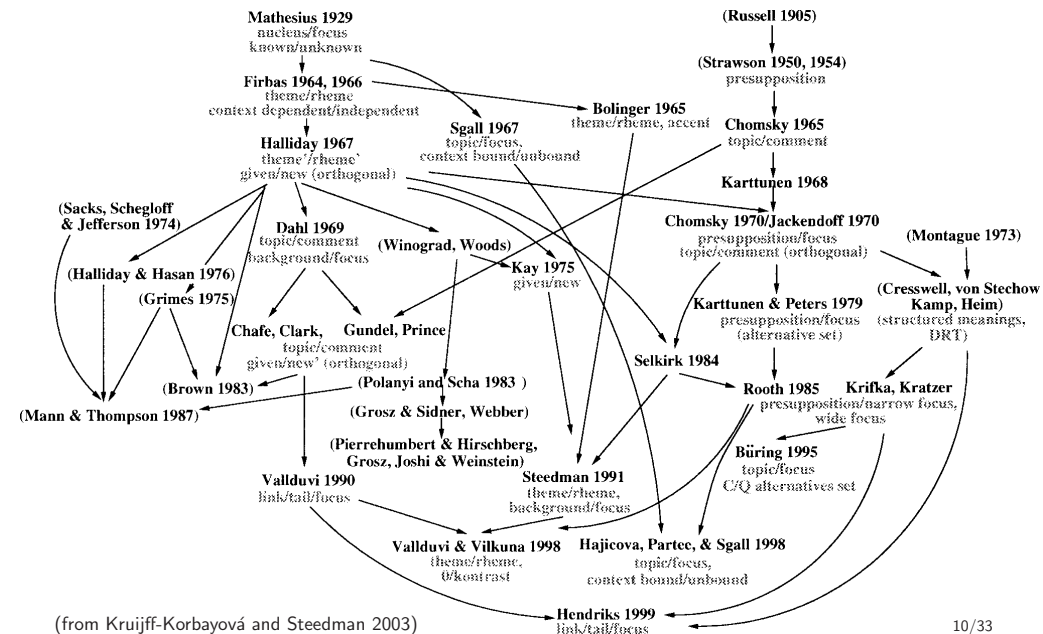 Mathesius 1929
nucleus/focus
known/unknown
(Russell 1905)
(Strawson 1950, 1954)
presupposition
Firbas 1964, 1966
theme/rheme
context dependent/independent
Bolinger 1965
theme/rheme, accent
Sgall 1967
topic/focus,
context bound/unbound
Chomsky 1965
topic/comment
Halliday 1967
theme'/rheme'
given/new (orthogonal)
Karttunen 1968
(Sacks, Schegloff
& Jefferson 1974)
Dahl 1969
topic/comment
background/focus
(Winograd, Woods)
Chomsky 1970/Jackendoff 1970
presupposition/focus
topic/comment (orthogonal)
(Montague 1973)
(Halliday & Hasan 1976)
Kay 1975
given/new
(Grimes 1975)
(Cresswell, von Stechow
Kamp, Heim)
(structured meanings,
DRT)
Karttunen & Peters 1979
presupposition/focus
(alternative set)
Chafe, Clark,
Gundel, Prince
topic/comment
given/new' (orthogonal)
Selkirk 1984
(Brown 1983)
(Polanyi and Scha 1983 )
Rooth 1985
Krifka, Kratzer
presupposition/narrow focus,
wide focus
(Mann & Thompson 1987)
(Grosz & Sidner, Webber)
(Pierrehumbert & Hirschberg,
Grosz, Joshi & Weinstein)
Büring 1995
topic/focus
C/Q alternatives set
Vallduvi 1990
link/tail/focus
Steedman 1991
theme/rheme,
background/focus
Vallduvi & Vilkuna 1998
theme/rheme,
0/kontrast
Hajicova, Partee, & Sgall 1998
topic/focus,
context bound/unbound
Hendriks 1999
link/tail/focus
(from Kruijff-Korbayová and Steedman 2003)
10/33